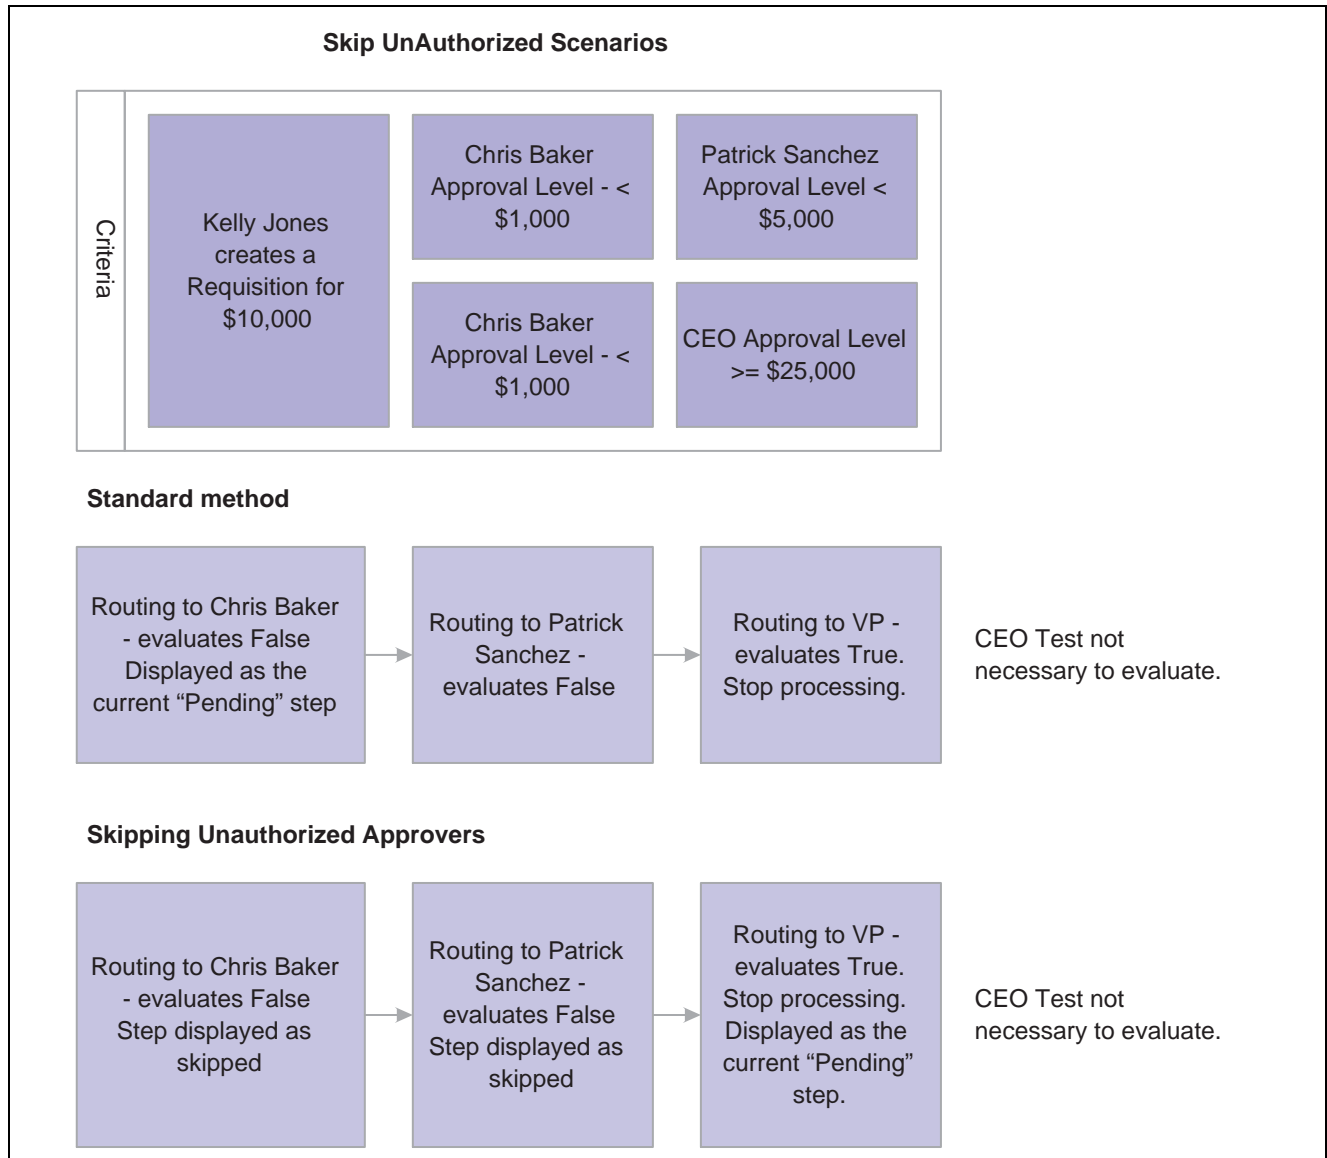 Skip UnAuthorized Scenarios
Criteria
Kelly Jones
creates a
Requisition for
$10,000
Chris Baker
Approval Level - <
$1,000
Patrick Sanchez
Approval Level <
$5,000
Chris Baker
Approval Level - <
$1,000
CEO Approval Level
>= $25,000
Standard method
Routing to Chris Baker
- evaluates False
Displayed as the
current “Pending” step
Routing to Patrick
Sanchez -
evaluates False
Routing to VP -
evaluates True.
Stop processing.
CEO Test not
necessary to evaluate.
Skipping Unauthorized Approvers
Routing to Chris Baker
- evaluates False
Step displayed as
skipped
Routing to Patrick
Sanchez -
evaluates False
Step displayed as
skipped
Routing to VP -
evaluates True.
Stop processing.
Displayed as the
current “Pending”
step.
CEO Test not
necessary to evaluate.